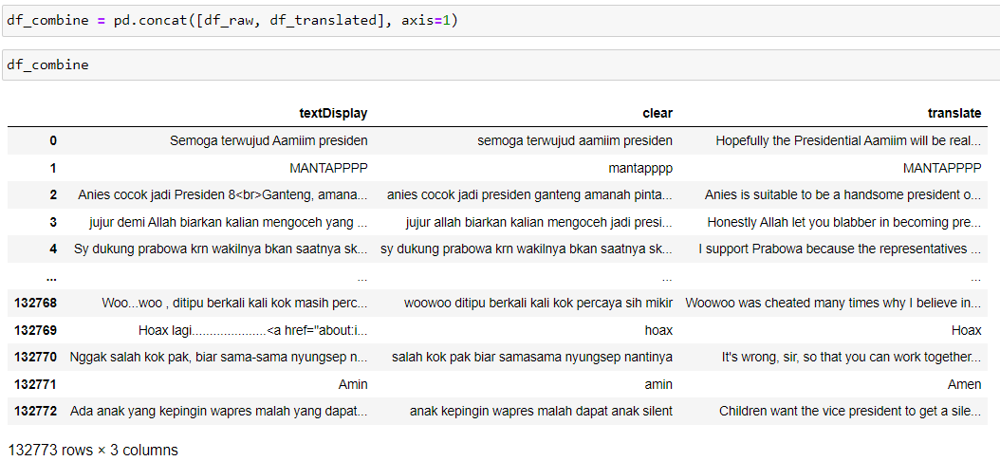 df_combine = pd.concat([df_raw, df_translated], axis=1)
df_combine
textDisplay clear translate
0 Semoga terwujud Aamiim presiden semoga terwujud aamiim presiden Hopefully the Presidential Aamiim will be real...
1 MANTAPPPP mantapppp MANTAPPPP
2 Anies cocok jadi Presiden 8<br>Ganteng, amana... anies cocok jadi presiden ganteng amanah pinta... Anies is suitable to be a handsome president o...
3 jujur demi Allah biarkan kalian mengoceh yang ... jujur allah biarkan kalian mengoceh jadi presi... Honestly Allah let you blabber in becoming pre...
4 Sy dukung prabowa krn wakilnya bkan saatnya sk... sy dukung prabowa krn wakilnya bkan saatnya sk... I support Prabowa because the representatives ...
... ... ... ...
132768 Woo...woo , ditipu berkali kali kok masih perc... woowoo ditipu berkali kali kok percaya sih mikir Woowoo was cheated many times why I believe in...
132769 Hoax lagi.....................<a href="about:i... hoax Hoax
132770 Nggak salah kok pak, biar sama-sama nyungsep n... salah kok pak biar samasama nyungsep nantinya It's wrong, sir, so that you can work together...
132771 Amin amin Amen
132772 Ada anak yang kepingin wapres malah yang dapat... anak kepingin wapres malah dapat anak silent Children want the vice president to get a sile...
132773 rows × 3 columns